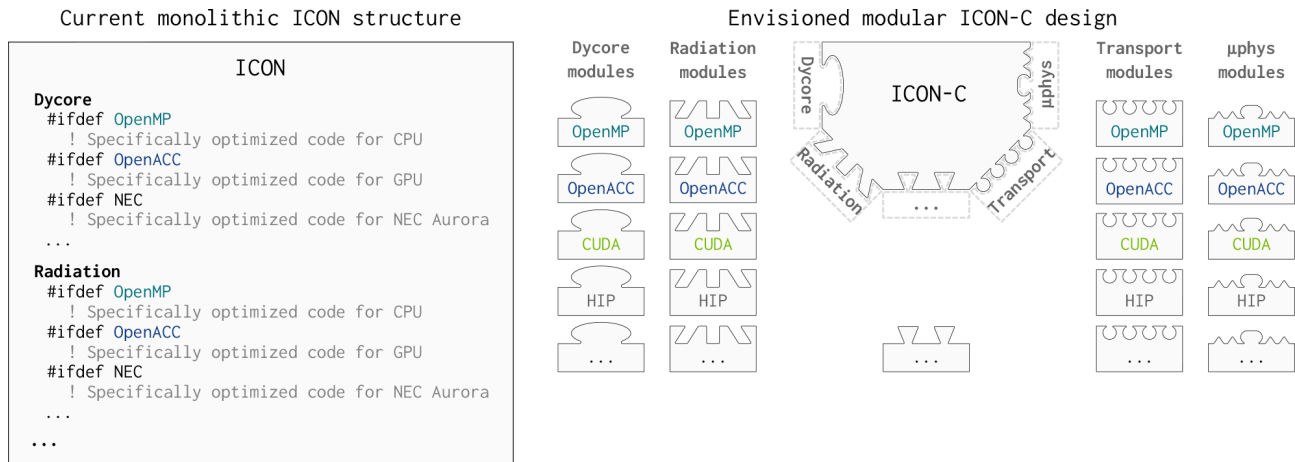 Current monolithic ICON structure
ICON
Dycore
#ifdef OpenMP
! Specifically optimized code for CPU
#ifdef OpenACC
! Specifically optimized code for GPU
#ifdef NEC
! Specifically optimized code for NEC Aurora
...
Radiation
#ifdef OpenMP
! Specifically optimized code for CPU
#ifdef OpenACC
! Specifically optimized code for GPU
#ifdef NEC
! Specifically optimized code for NEC Aurora
...
...
Envisioned modular ICON-C design
Dycore
modules
OpenMP
OpenACC
CUDA
HIP
...
Radiation
modules
OpenMP
OpenACC
CUDA
HIP
...
ICON-C
Dycore
Radiation
...
Transport
μphys
...
Transport
modules
OpenMP
OpenACC
CUDA
HIP
...
μphys
modules
OpenMP
OpenACC
CUDA
HIP
...